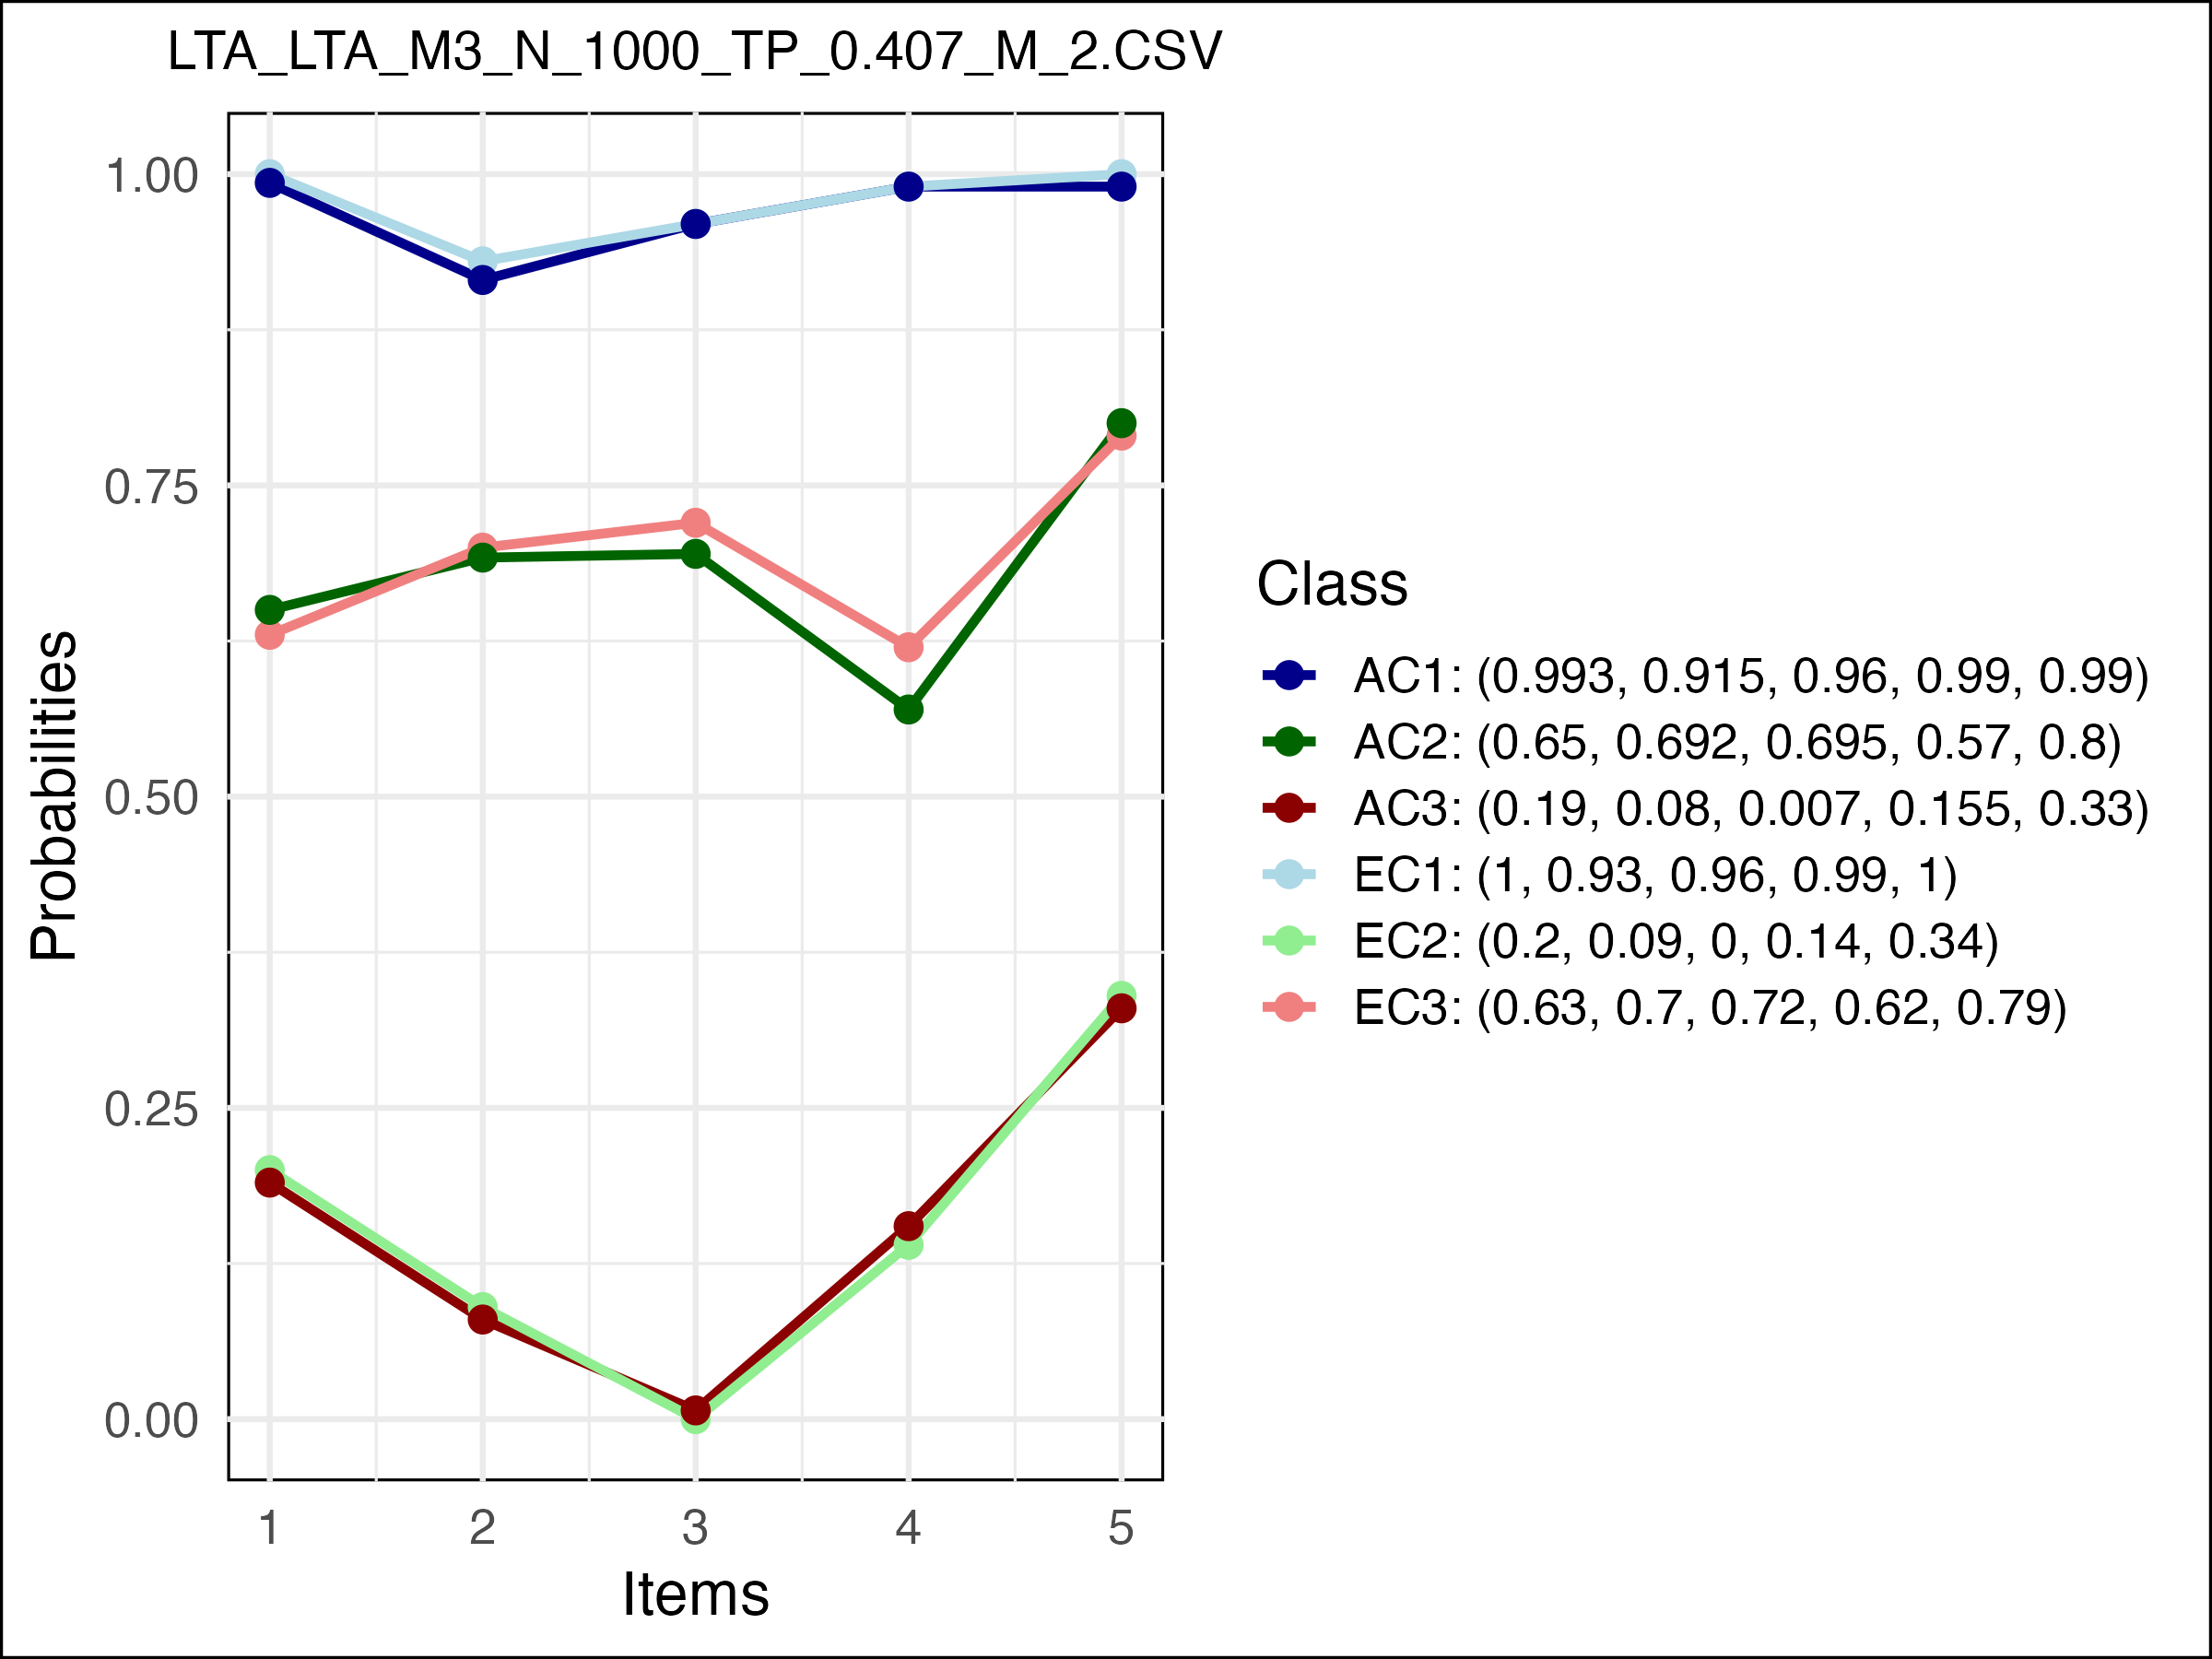 LTA_LTA_M3_N_1000_TP_0.407_M_2.CSV
1.00
0.75
0.50
0.25
0.00
Probabilities
1 2 3 4 5
Items
Class
AC1: (0.993, 0.915, 0.96, 0.99, 0.99)
AC2: (0.65, 0.692, 0.695, 0.57, 0.8)
AC3: (0.19, 0.08, 0.007, 0.155, 0.33)
EC1: (1, 0.93, 0.96, 0.99, 1)
EC2: (0.2, 0.09, 0, 0.14, 0.34)
EC3: (0.63, 0.7, 0.72, 0.62, 0.79)